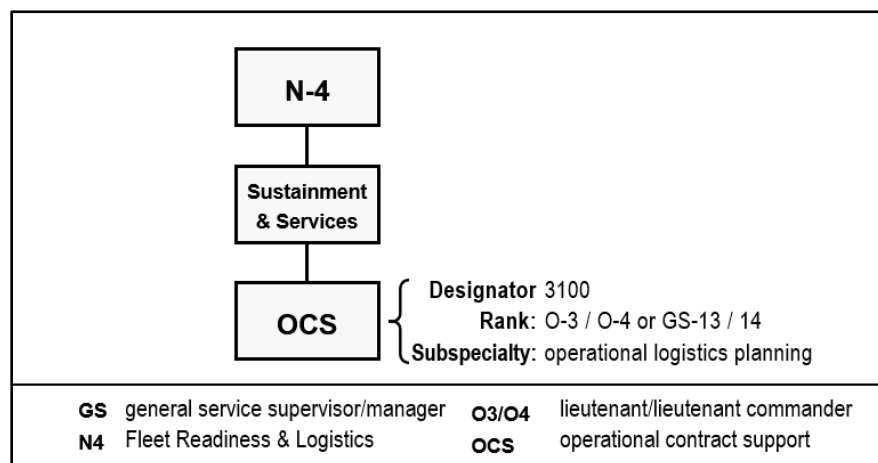 N-4
Sustainment
& Services
OCS
Designator 3100
Rank: O-3 / O-4 or GS-13 / 14
Subspecialty: operational logistics planning
GS general service supervisor/manager O3/O4 lieutenant/lieutenant commander
N4 Fleet Readiness & Logistics OCS operational contract support